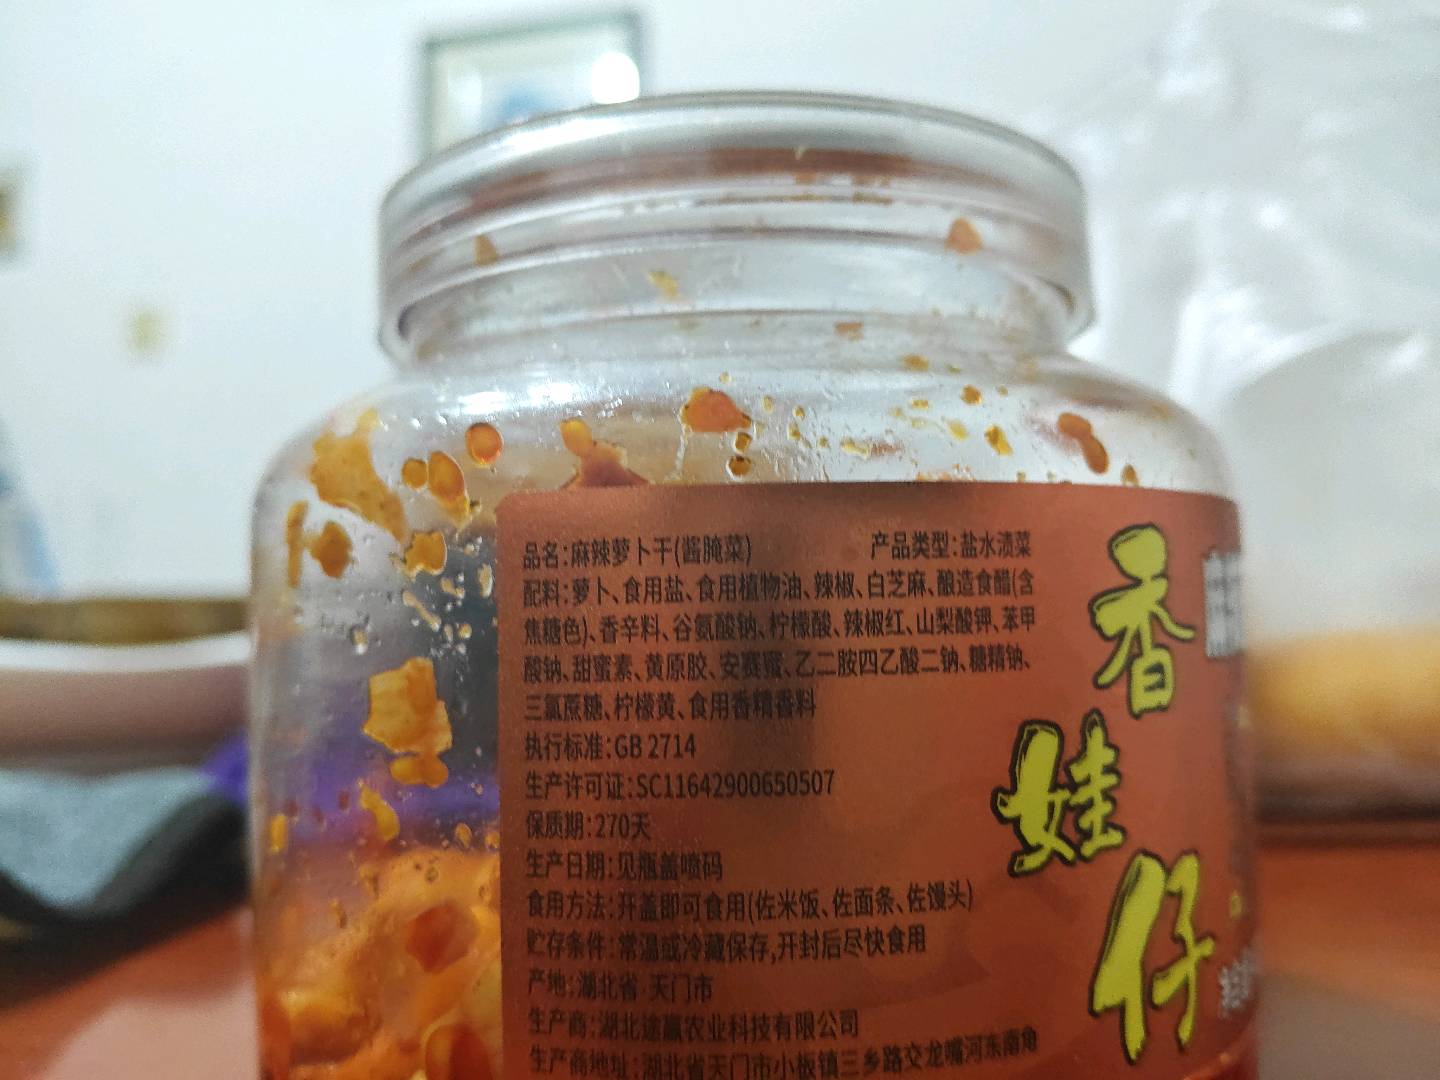 品名:麻辣萝卜干(酱腌菜) 产品类型:盐水渍菜
配料:萝卜、食用盐、食用植物油、辣椒、白芝麻、酿造食醋(含
焦糖色)、香辛料、谷氨酸钠、柠檬酸、辣椒红、山梨酸钾、苯甲
酸钠、甜蜜素、黄原胶、安赛蜜、乙二胺四乙酸二钠、糖精钠、
三氯蔗糖、柠檬黄、食用香精香料
执行标准:GB 2714
生产许可证:SC11642900650507
保质期:270天
生产日期:见瓶盖喷码
食用方法:开盖即可食用(佐米饭、佐面条、佐馒头)
贮存条件:常温或冷藏保存,开封后尽快食用
产地:湖北省 天门市
生产商:湖北途赢农业科技有限公司
生产商地址:湖北省天门市小板镇三乡路交龙嘴河东南角
香娃仔